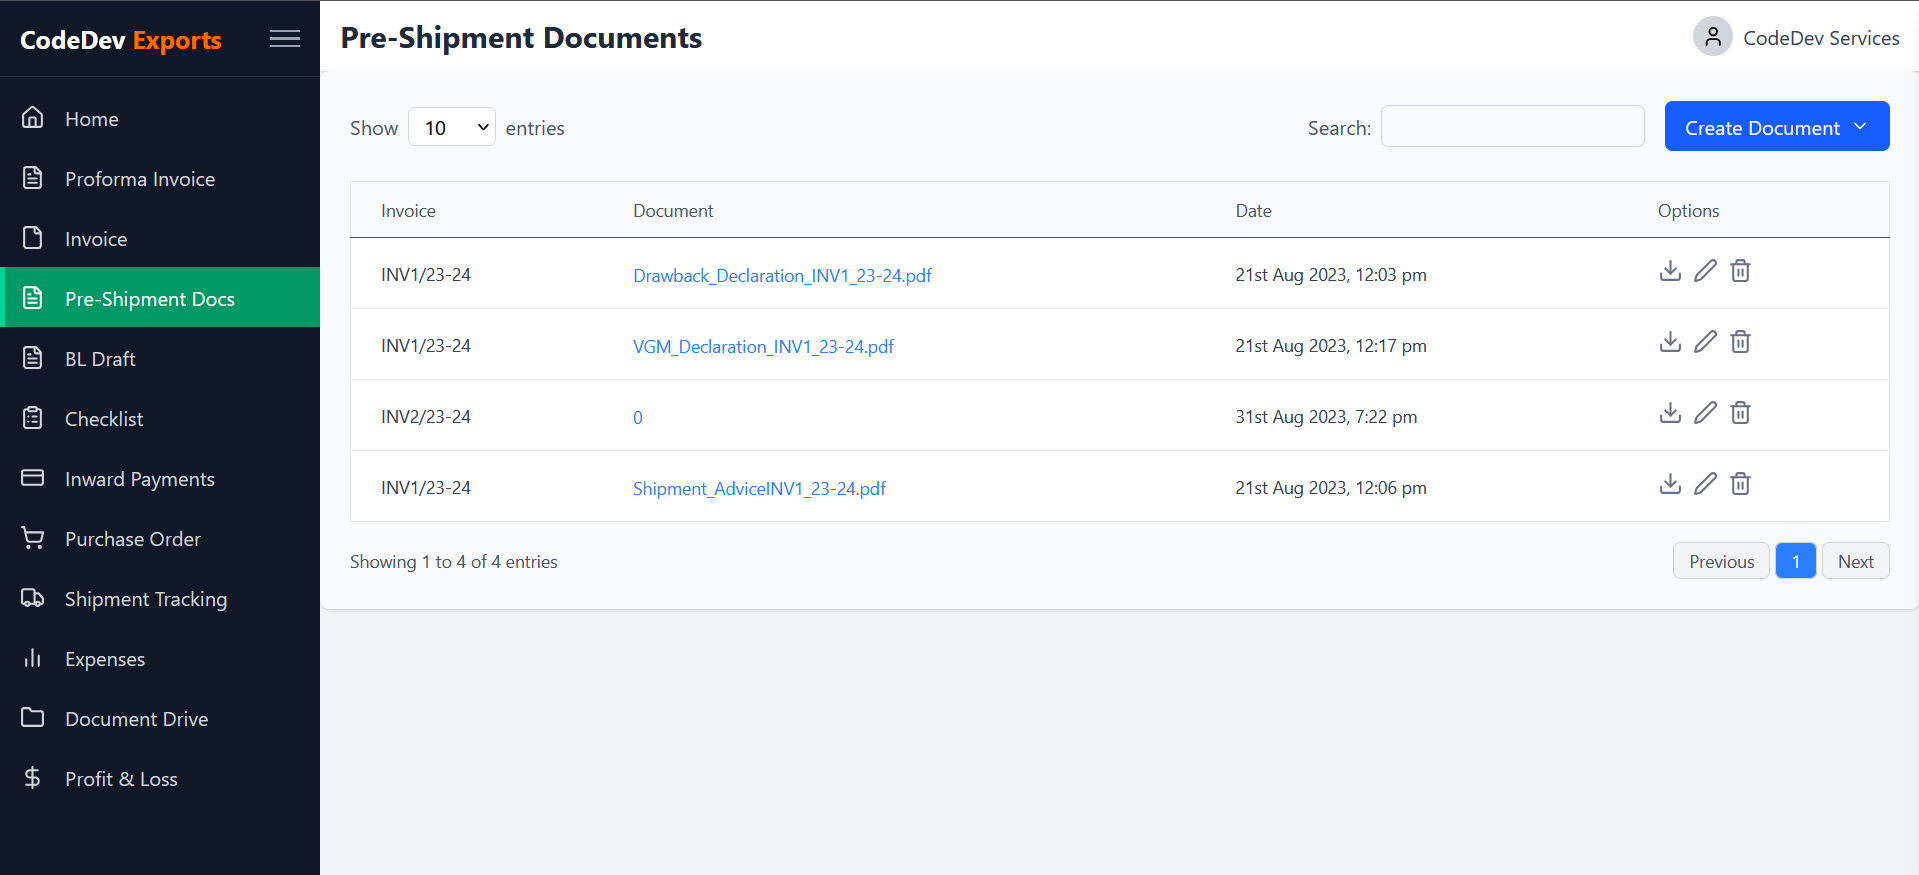 CodeDev Exports
Pre-Shipment Documents
CodeDev Services
Home
Proforma Invoice
Invoice
Pre-Shipment Docs
BL Draft
Checklist
Inward Payments
Purchase Order
Shipment Tracking
Expenses
Document Drive
Profit & Loss
Show 10 entries
Search:
Create Document
Invoice Document Date Options
INV1/23-24 Drawback_Declaration_INV1_23-24.pdf 21st Aug 2023, 12:03 pm
INV1/23-24 VGM_Declaration_INV1_23-24.pdf 21st Aug 2023, 12:17 pm
INV2/23-24 0 31st Aug 2023, 7:22 pm
INV1/23-24 Shipment_AdviceINV1_23-24.pdf 21st Aug 2023, 12:06 pm
Showing 1 to 4 of 4 entries
Previous 1 Next